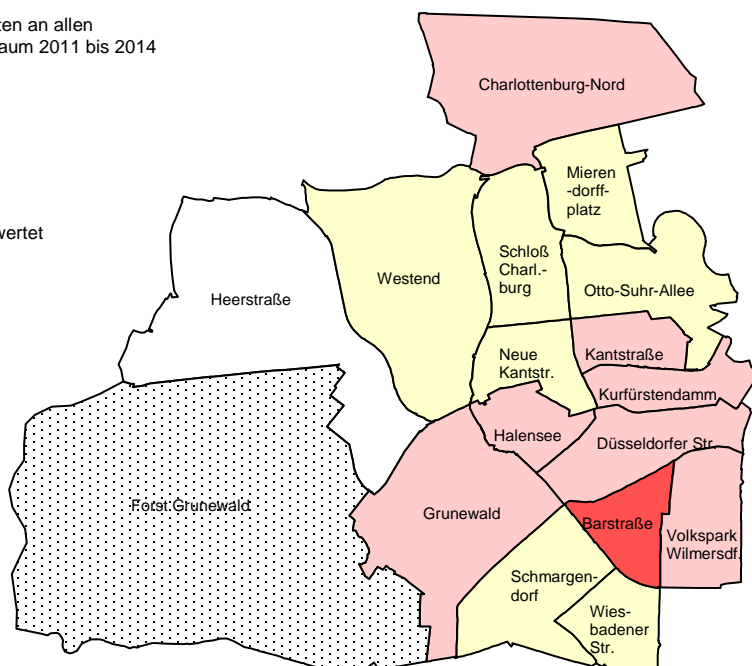 ten an allen
aum 2011 bis 2014
wertet
Charlottenburg-Nord
Mieren
-dorff-
platz
Schloß
Charl.-
burg
Westend
Otto-Suhr-Allee
Heerstraße
Neue
Kantstr.
Kantstraße
Kurfürstendamm
Halensee
Düsseldorfer Str.
Forst Grunewald
Grunewald
Barstraße
Volkspark
Wilmersdf.
Schmargen-
dorf
Wies-
badener
Str.